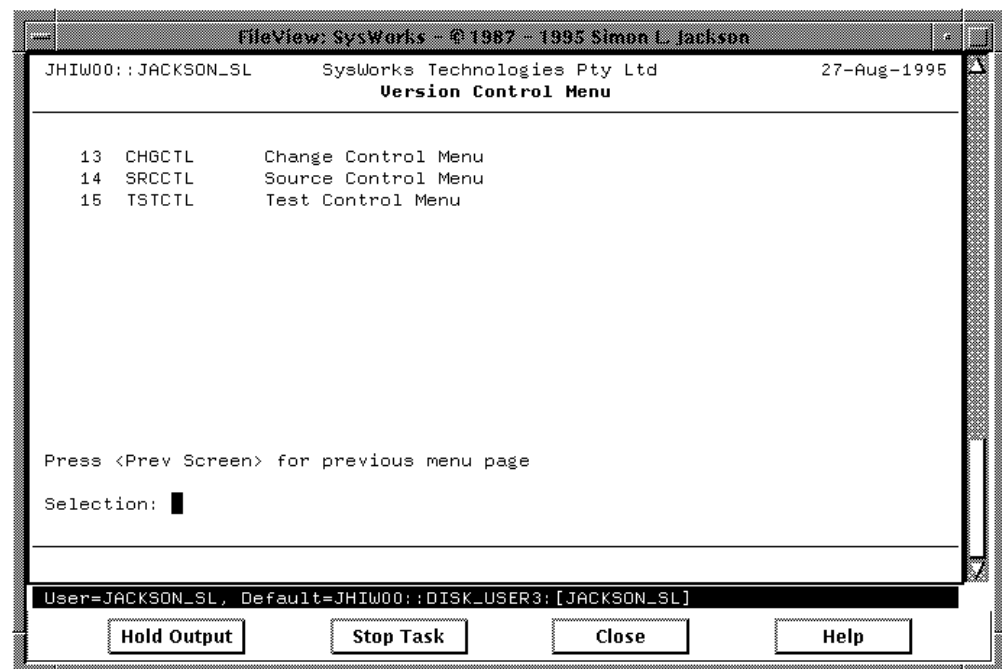 FileView: SysWorks - © 1987 - 1995 Simon L. Jackson
JHIW00::JACKSON_SL SysWorks Technologies Pty Ltd 27-Aug-1995
Version Control Menu
13 CHGCTL Change Control Menu
14 SRCCTL Source Control Menu
15 TSTCTL Test Control Menu
Press <Prev Screen> for previous menu page
Selection:
User=JACKSON_SL, Default=JHIW00::DISK_USER3:[JACKSON_SL]
Hold Output Stop Task Close Help